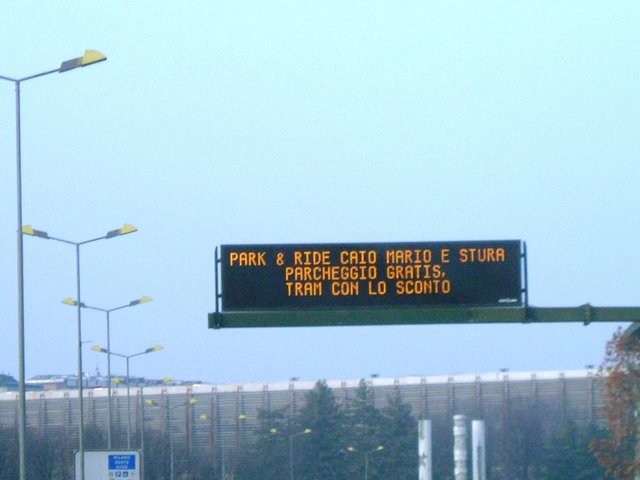 PARK & RIDE CAIO MARIO E STURA
PARCHEGGIO GRATIS,
TRAM CON LO SCONTO